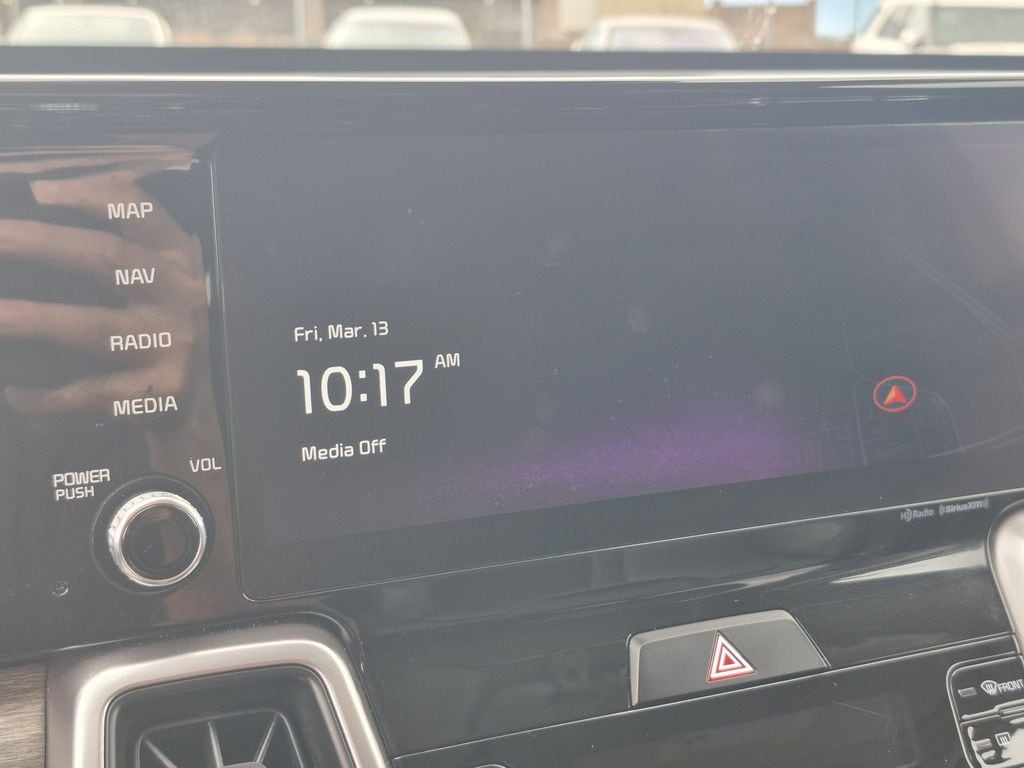 MAP
NAV
RADIO
MEDIA
POWER
PUSH
VOL
Fri, Mar. 13
10:17 AM
Media Off
HD Radio
SiriusXM
FRONT